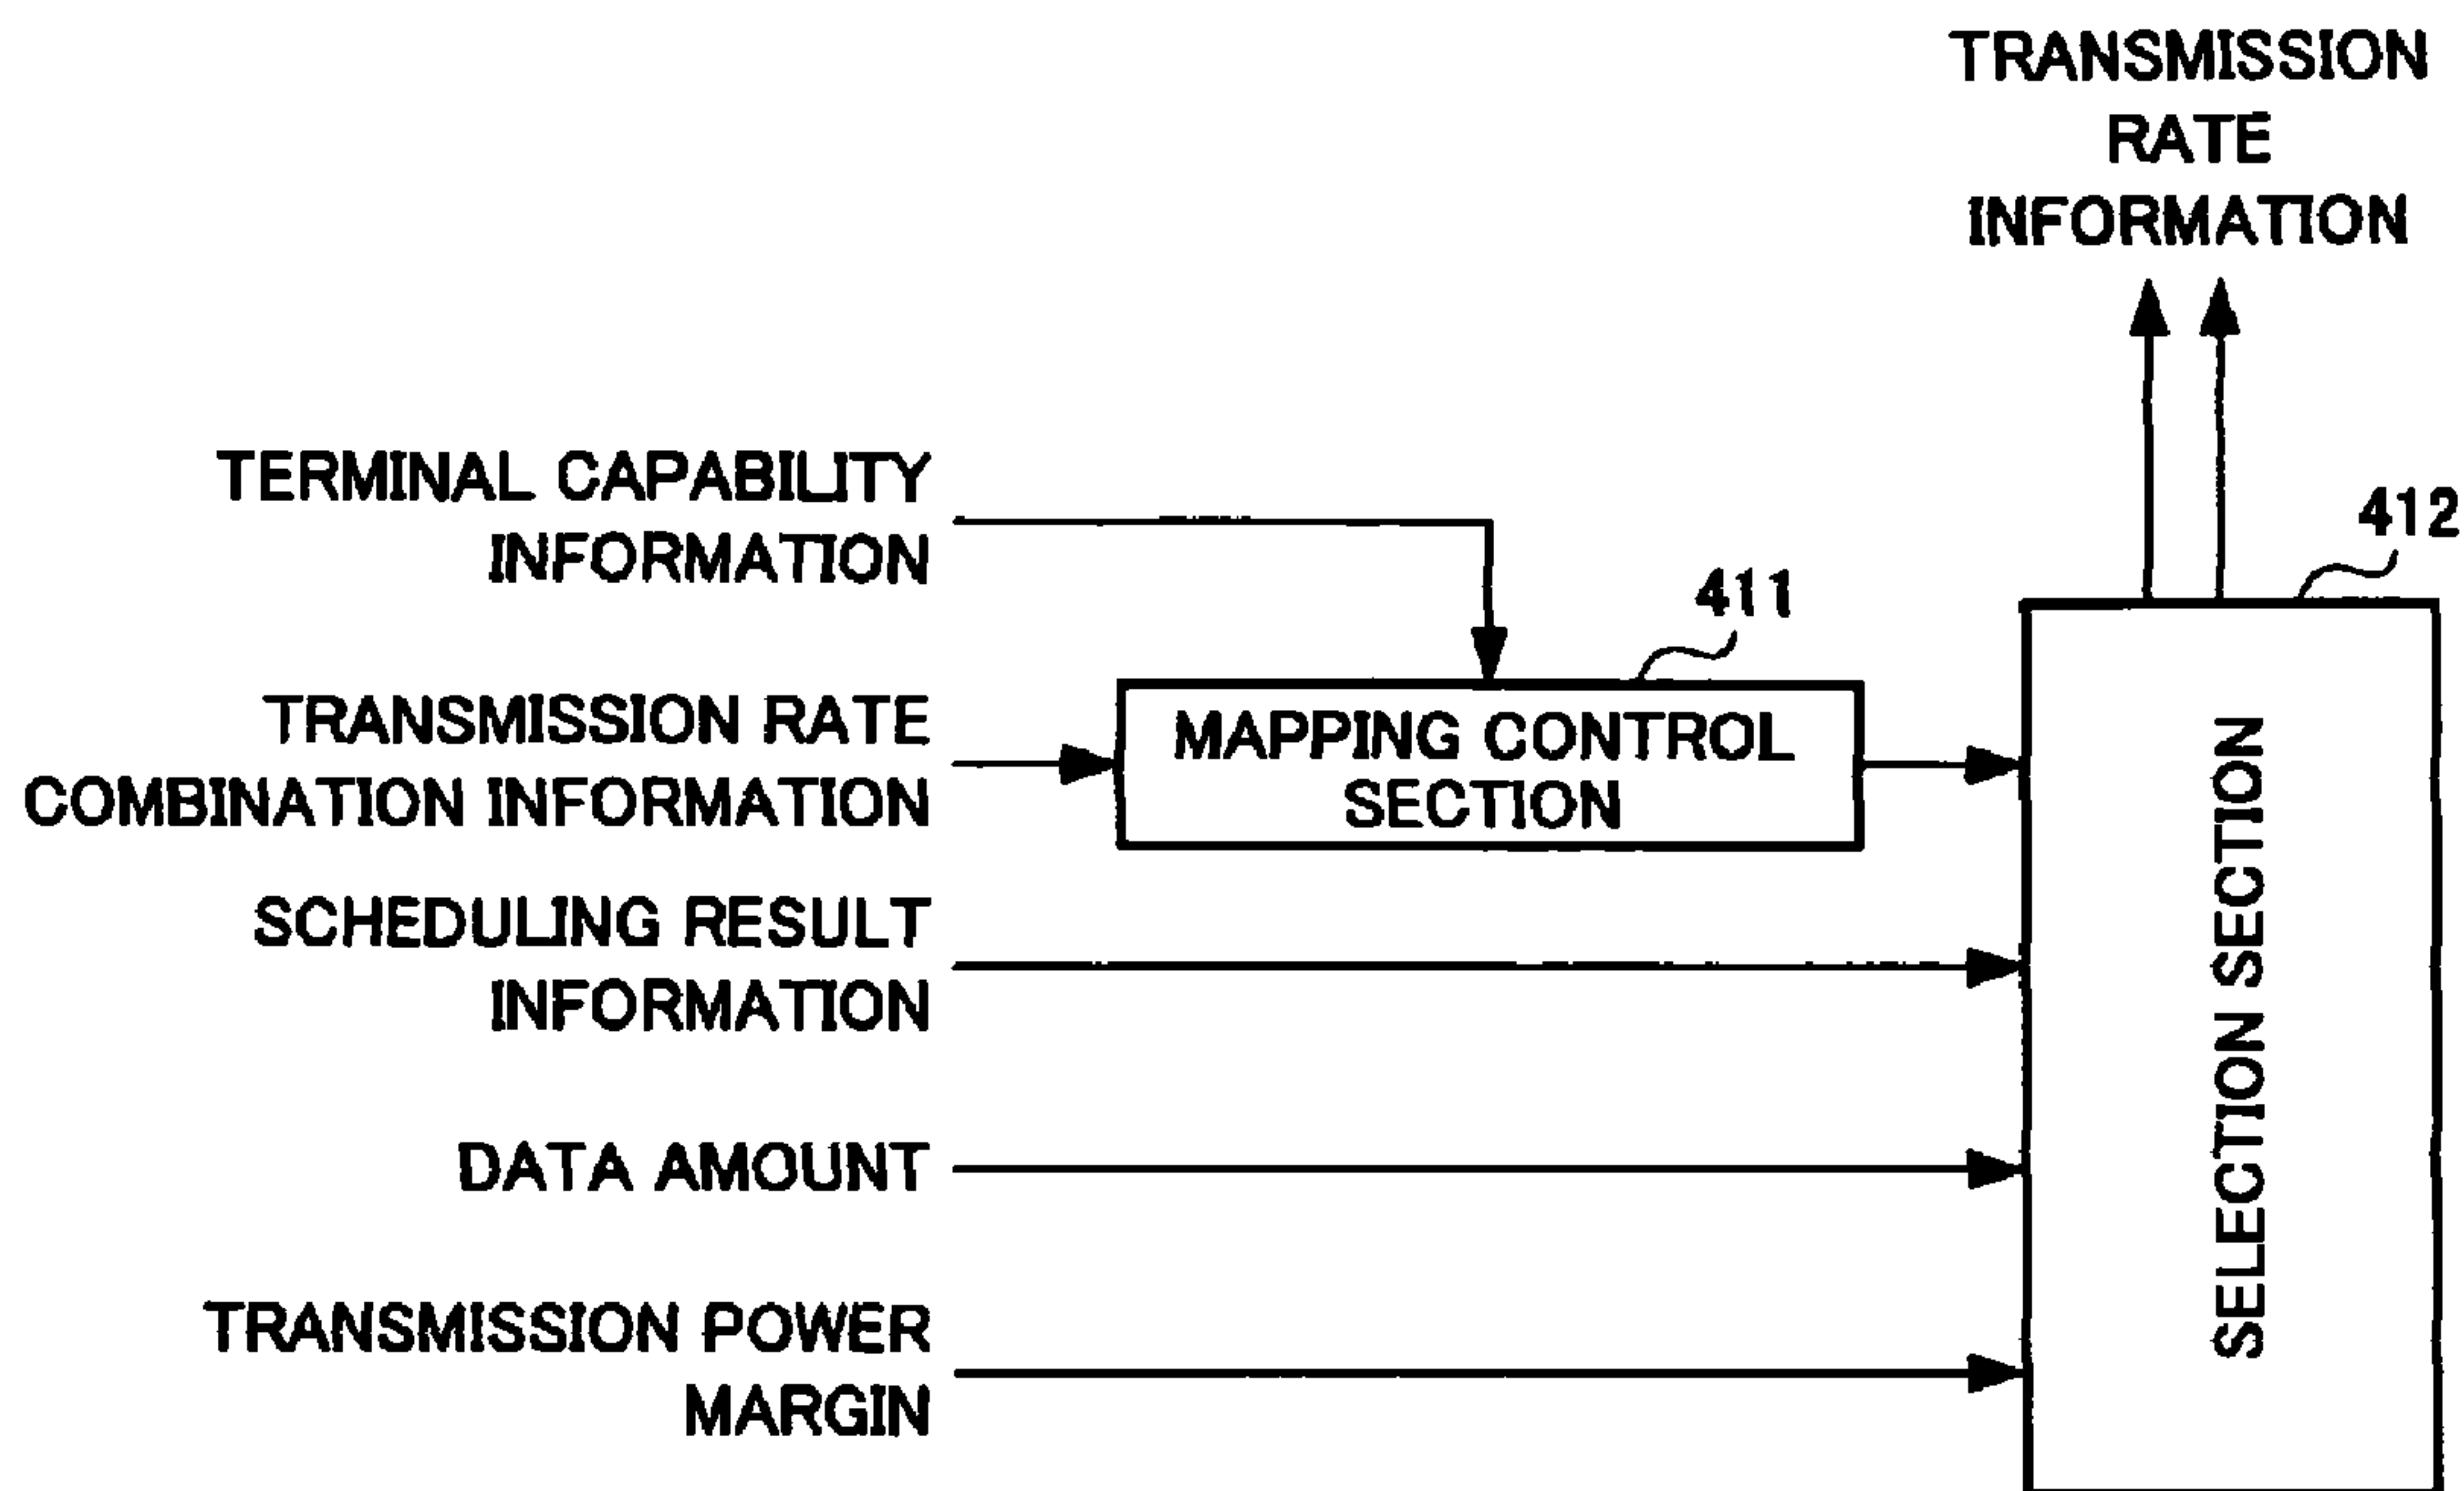 TRANSMISSION
RATE
INFORMATION
TERMINAL CAPABILITY
INFORMATION
412
411
TRANSMISSION RATE
COMBINATION INFORMATION
MAPPING CONTROL
SECTION
SCHEDULING RESULT
INFORMATION
DATA AMOUNT
TRANSMISSION POWER
MARGIN
SELECTION SECTION